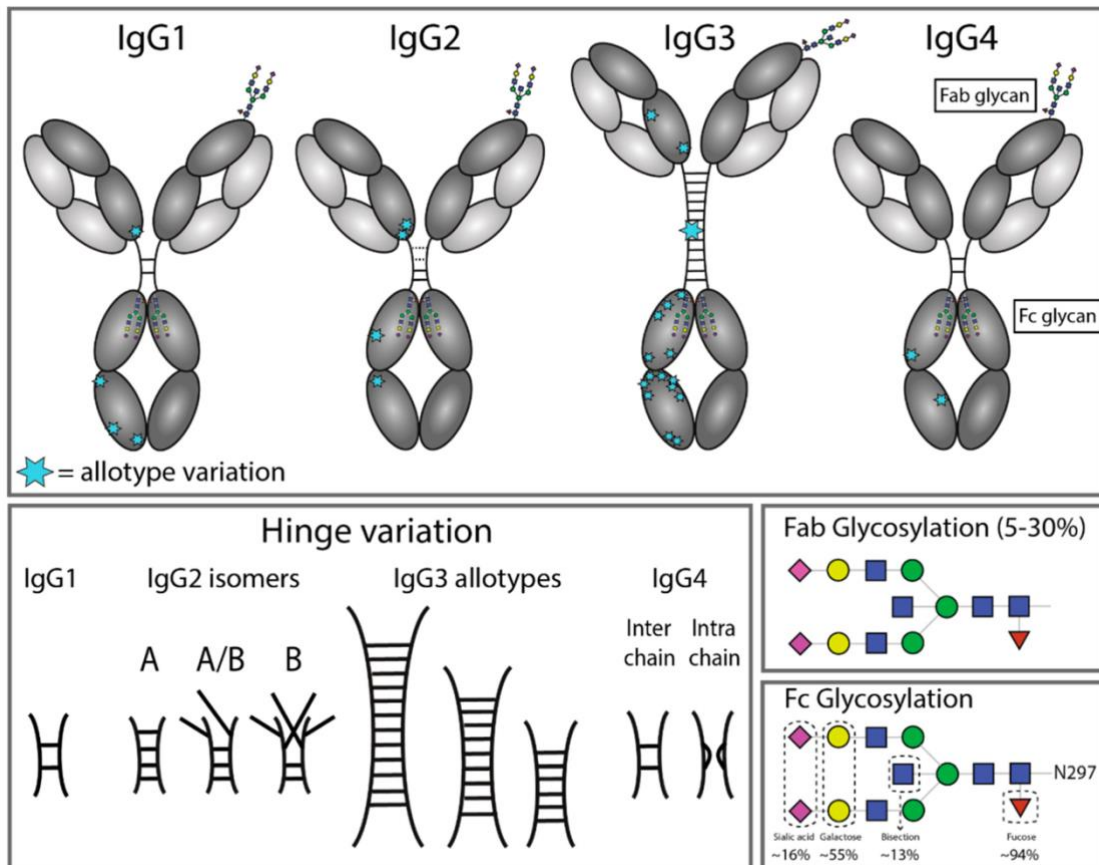 IgG1
IgG2
IgG3
IgG4
Fab glycan
Fc glycan
= allotype variation
Hinge variation
IgG1
IgG2 isomers
IgG3 allotypes
IgG4
A
A/B
B
Inter
chain
Intra
chain
Fab Glycosylation (5-30%)
Fc Glycosylation
N297
Sialic acid
Galactose
Bisection
Fucose
~16%
~55%
~13%
~94%